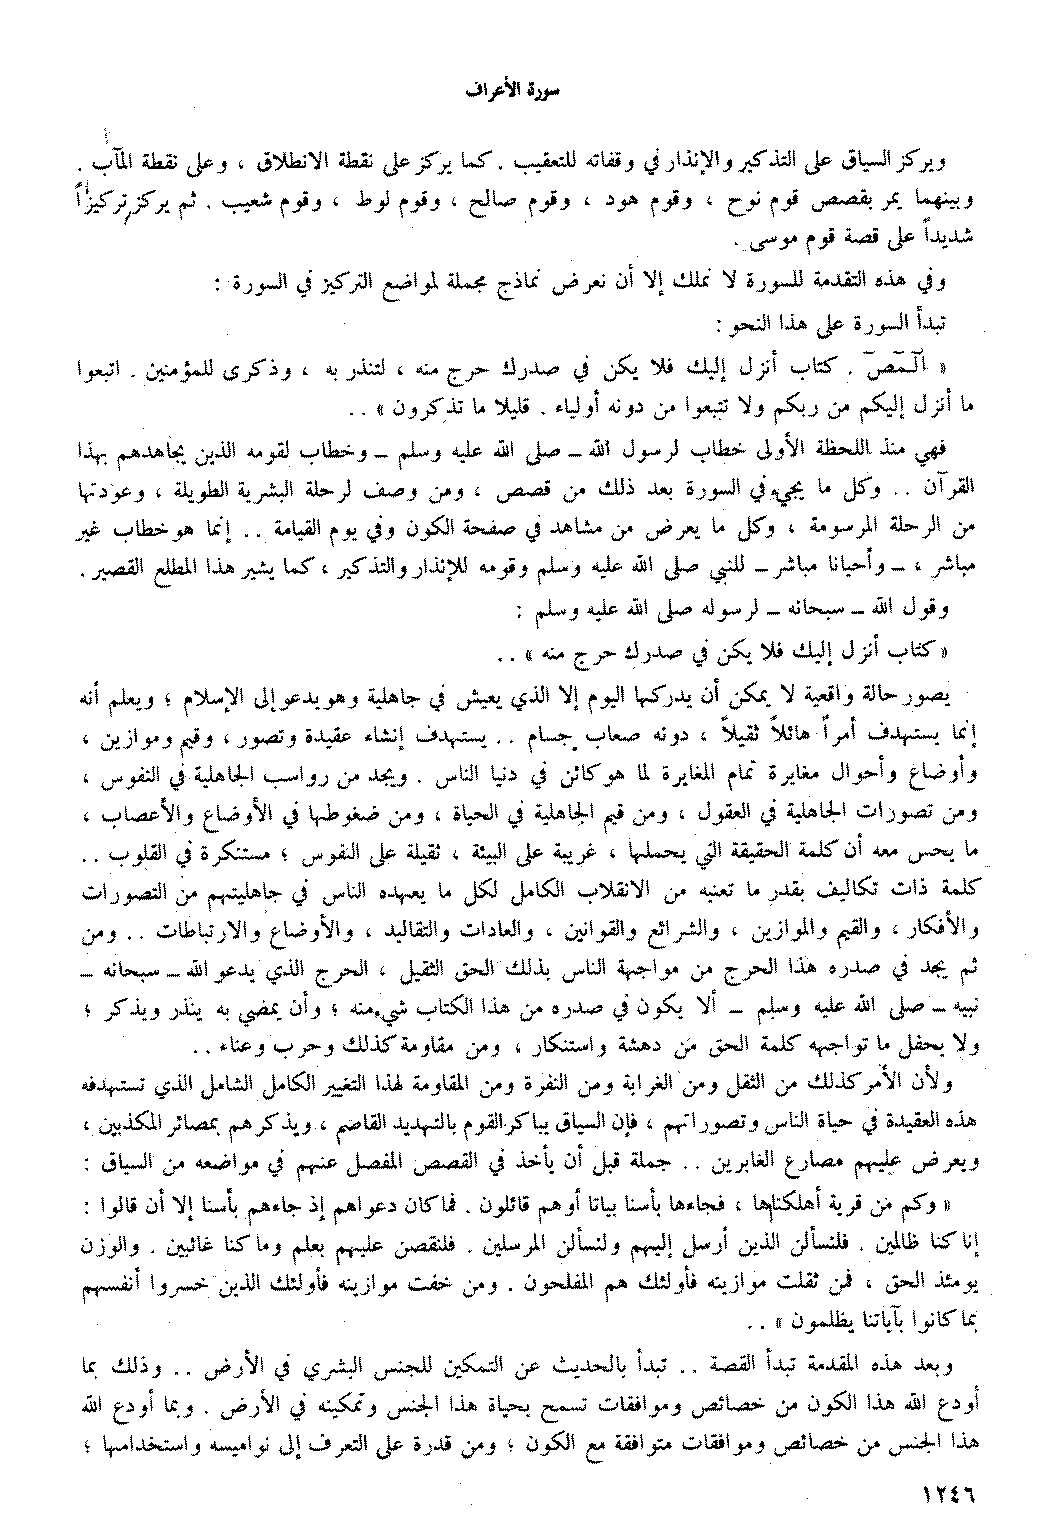 سورة الأعراف
ويركز السياق على التذكير والإنذار في وقفاته للتعقيب . كما يركز على نقطة الانطلاق ، وعلى نقطة المآب .
وبينهما يمر بقصص قوم نوح ، وقوم هود ، وقوم صالح ، وقوم لوط ، وقوم شعيب . ثم يركز تركيزاً
شديداً على قصة قوم موسى .
وفي هذه التقدمة للسورة لا نملك إلا أن نعرض نماذج مجملة لمواضع التركيز في السورة :
تبدأ السورة على هذا النحو :
« الۤمۤصۤ . كتاب أنزل إليك فلا يكن في صدرك حرج منه ، لتنذر به ، وذكرى للمؤمنين . اتبعوا
ما أنزل إليكم من ربكم ولا تتبعوا من دونه أولياء . قليلا ما تذكرون » ..
فهي منذ اللحظة الأولى خطاب لرسول الله ــ صلى الله عليه وسلم ــ وخطاب لقومه الذين يجاهدهم بهذا
القرآن .. وكل ما يجيء في السورة بعد ذلك من قصص ، ومن وصف لرحلة البشرية الطويلة ، وعودتها
من الرحلة المرسومة ، وكل ما يعرض من مشاهد في صفحة الكون وفي يوم القيامة .. إنما هو خطاب غير
مباشر ، ــ وأحيانا مباشر ــ للنبي صلى الله عليه وسلم وقومه للإنذار والتذكير ، كما يشير هذا المطلع القصير .
وقول الله ــ سبحانه ــ لرسوله صلى الله عليه وسلم :
« كتاب أنزل إليك فلا يكن في صدرك حرج منه » ..
يصور حالة واقعية لا يمكن أن يدركها اليوم إلا الذي يعيش في جاهلية وهو يدعو إلى الإسلام ؛ ويعلم أنه
إنما يستهدف أمراً هائلاً ثقيلاً ، دونه صعاب جسام .. يستهدف إنشاء عقيدة وتصور ، وقيم وموازين ،
وأوضاع وأحوال مغايرة تمام المغايرة لما هو كائن في دنيا الناس . ويجد من رواسب الجاهلية في النفوس ،
ومن تصورات الجاهلية في العقول ، ومن قيم الجاهلية في الحياة ، ومن ضغوطها في الأوضاع والأعصاب ،
ما يحس معه أن كلمة الحقيقة التي يحملها ، غريبة على البيئة ، ثقيلة على النفوس ؛ مستنكرة في القلوب ..
كلمة ذات تكاليف بقدر ما تعنيه من الانقلاب الكامل لكل ما يعهده الناس في جاهليتهم من التصورات
والأفكار ، والقيم والموازين ، والشرائع والقوانين ، والعادات والتقاليد ، والأوضاع والارتباطات .. ومن
ثم يجد في صدره هذا الحرج من مواجهة الناس بذلك الحق الثقيل ، الحرج الذي يدعو الله ــ سبحانه ــ
نبيه ــ صلى الله عليه وسلم ــ ألا يكون في صدره من هذا الكتاب شيء منه ؛ وأن يمضي به ينذر ويذكر ؛
ولا يحفل ما تواجهه كلمة الحق من دهشة واستنكار ، ومن مقاومة كذلك وحرب وعناء ..
ولأن الأمر كذلك من الثقل ومن الغرابة ومن النفرة ومن المقاومة لهذا التغيير الكامل الشامل الذي تستهدفه
هذه العقيدة في حياة الناس وتصوراتهم ، فإن السياق يباكر القوم بالتهديد القاصم ، ويذكرهم بمصائر المكذبين ،
ويعرض عليهم مصارع الغابرين .. جملة قبل أن يأخذ في القصص المفصل عنهم في مواضعه من السياق :
« وكم من قرية أهلكناها ، فجاءها بأسنا بياتا أو هم قائلون . فما كان دعواهم إذ جاءهم بأسنا إلا أن قالوا :
إنا كنا ظالمين . فلنسألن الذين أرسل إليهم ولنسألن المرسلين . فلنقصن عليهم بعلم وما كنا غائبين . والوزن
يومئذ الحق ، فمن ثقلت موازينه فأولئك هم المفلحون . ومن خفت موازينه فأولئك الذين خسروا أنفسهم
بما كانوا بآياتنا يظلمون » ..
وبعد هذه المقدمة تبدأ القصة .. تبدأ بالحديث عن التمكين للجنس البشري في الأرض .. وذلك بما
أودع الله هذا الكون من خصائص وموافقات تسمح بحياة هذا الجنس وتمكينه في الأرض . وبما أودع الله
هذا الجنس من خصائص وموافقات متوافقة مع الكون ؛ ومن قدرة على التعرف إلى نواميسه واستخدامها ؛
١٢٤٦